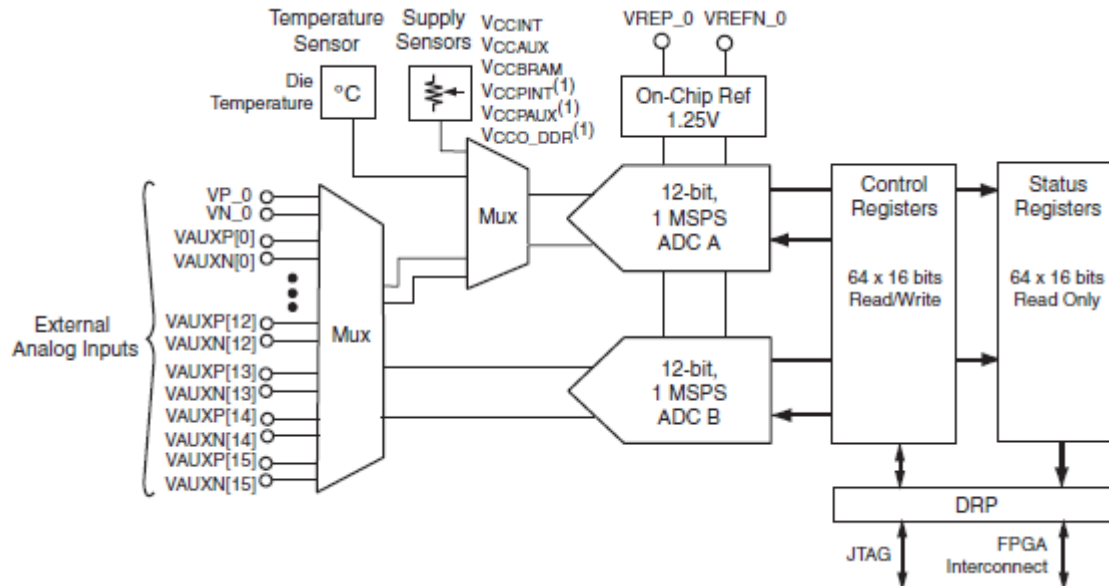 Temperature
Sensor
Supply
Sensors
VCCINT
VCCAUX
VCCBRAM
VCCPINT(1)
VCCPAUX(1)
VCCO_DDR(1)
VREP_0
VREFN_0
Die
Temperature
°C
On-Chip Ref
1.25V
External
Analog Inputs
VP_0
VN_0
VAUXP[0]
VAUXN[0]
VAUXP[12]
VAUXN[12]
VAUXP[13]
VAUXN[13]
VAUXP[14]
VAUXN[14]
VAUXP[15]
VAUXN[15]
Mux
Mux
12-bit,
1 MSPS
ADC A
12-bit,
1 MSPS
ADC B
Control
Registers
64 x 16 bits
Read/Write
Status
Registers
64 x 16 bits
Read Only
DRP
JTAG
FPGA
Interconnect